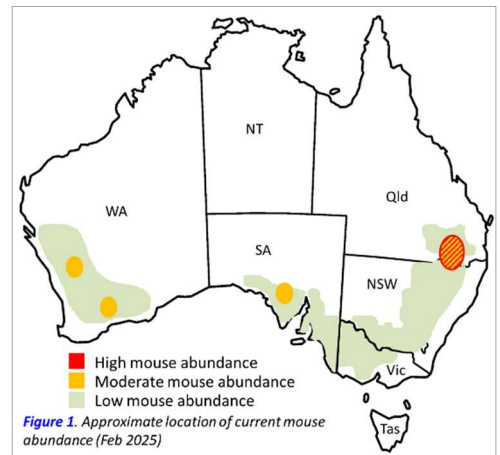 NT
WA
Qld
SA
NSW
Vic
Tas
High mouse abundance
Moderate mouse abundance
Low mouse abundance
Figure 1. Approximate location of current mouse
abundance (Feb 2025)